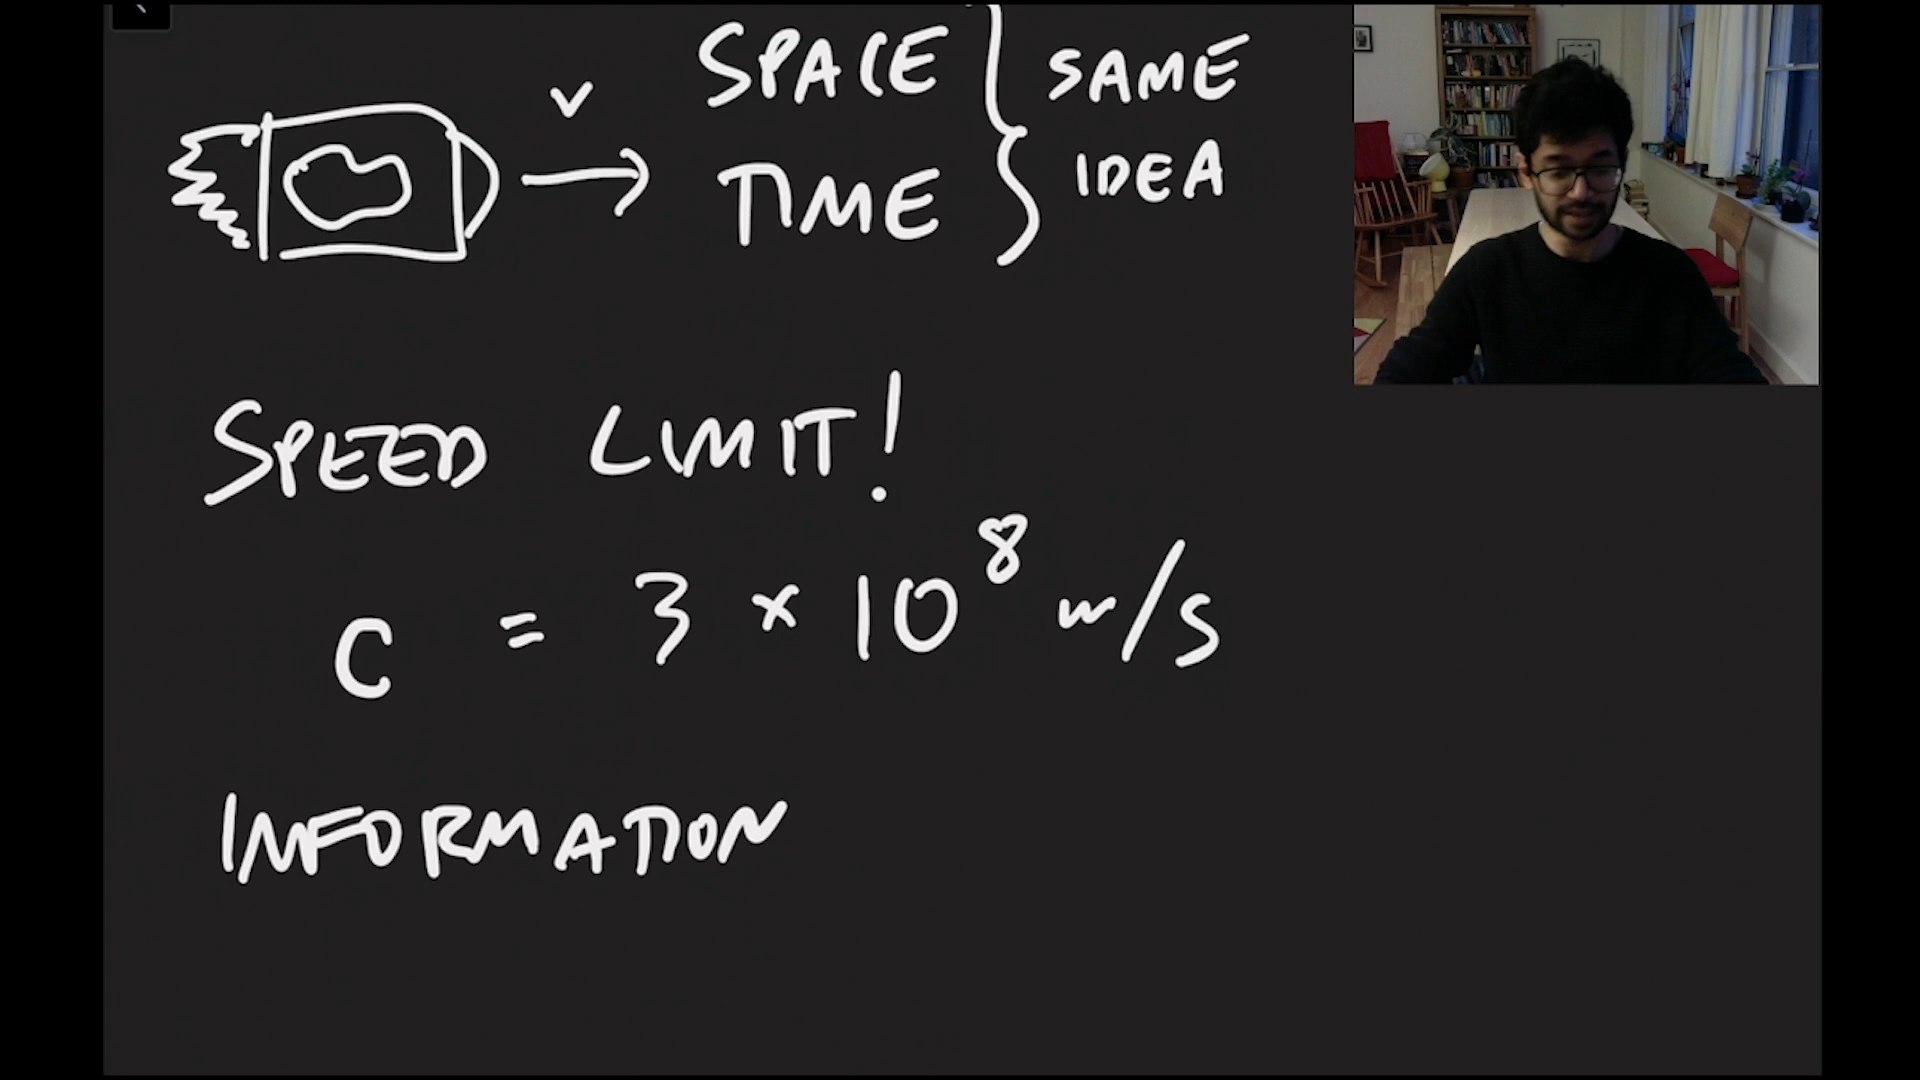 v
SPACE
TIME
SAME
IDEA
SPEED LIMIT!
c = 3 × 10⁸ m/s
INFORMATION